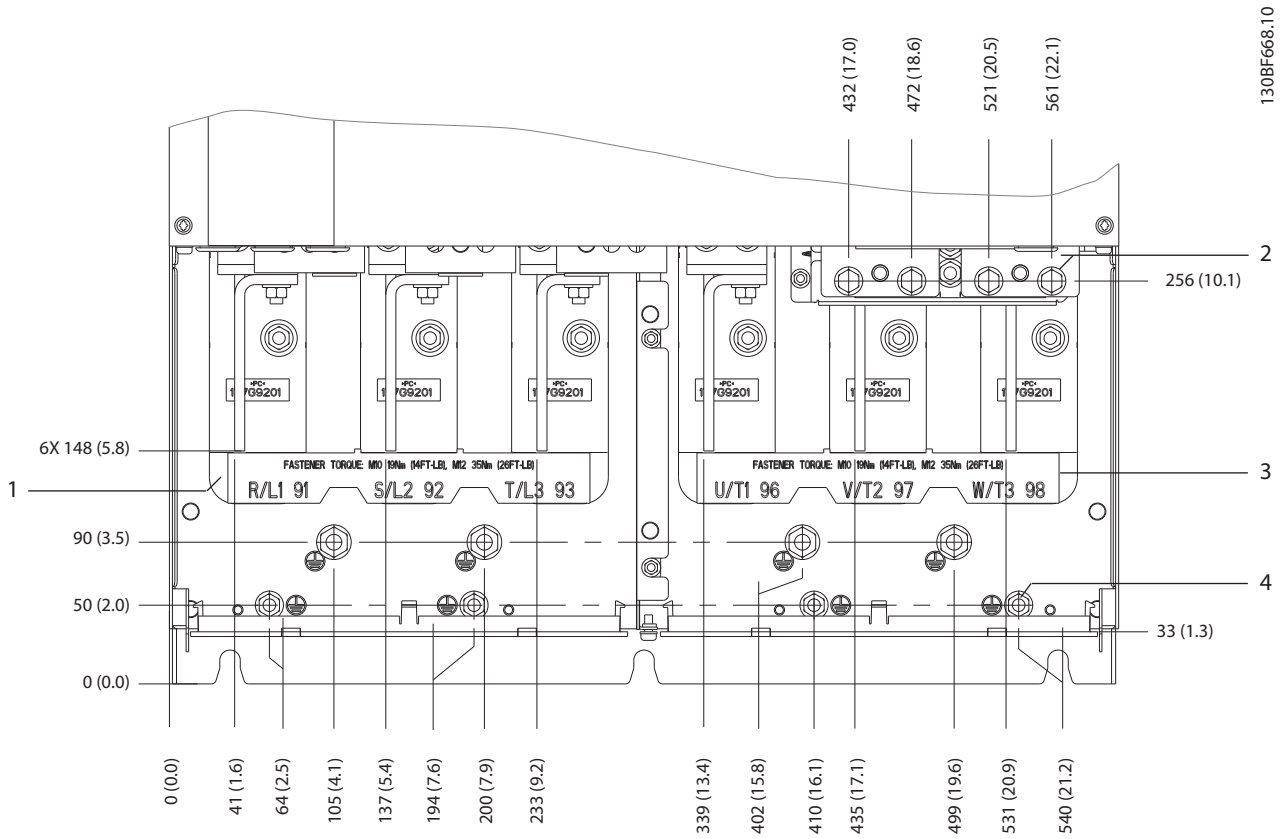 130BF668.10
432 (17.0)
472 (18.6)
521 (20.5)
561 (22.1)
2
256 (10.1)
•PC•
•PC•
•PC•
•PC•
•PC•
•PC•
6X 148 (5.8)
FASTENER TORQUE: M10 19Nm (14FT-LB), M12 35Nm (26FT-LB)
FASTENER TORQUE: M10 19Nm (14FT-LB), M12 35Nm (26FT-LB)
3
1
R/L1 91 S/L2 92 T/L3 93
U/T1 96 V/T2 97 W/T3 98
90 (3.5)
50 (2.0)
4
33 (1.3)
0 (0.0)
0 (0.0)
41 (1.6)
64 (2.5)
105 (4.1)
137 (5.4)
194 (7.6)
200 (7.9)
233 (9.2)
339 (13.4)
402 (15.8)
410 (16.1)
435 (17.1)
499 (19.6)
531 (20.9)
540 (21.2)